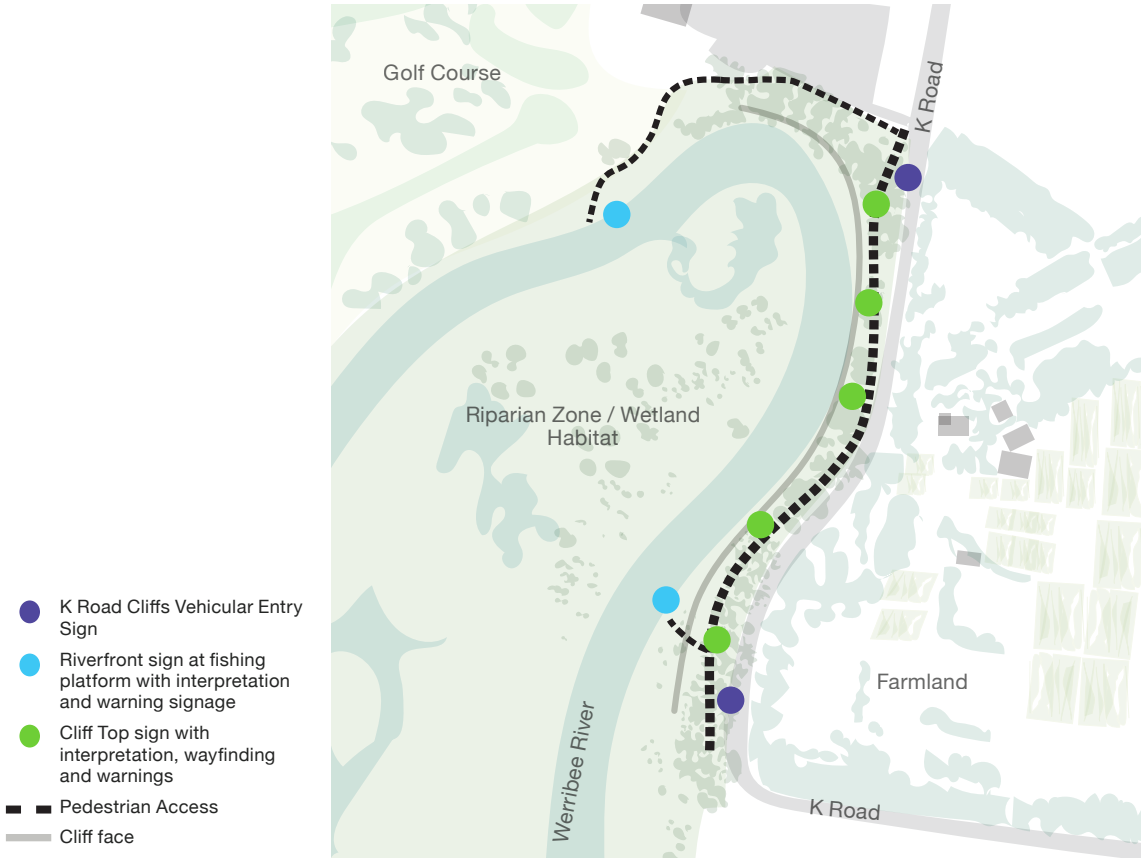 Golf Course
K Road
Riparian Zone / Wetland
Habitat
K Road Cliffs Vehicular Entry
Sign
Riverfront sign at fishing
platform with interpretation
and warning signage
Cliff Top sign with
interpretation, wayfinding
and warnings
Pedestrian Access
Cliff face
Farmland
Werribee River
K Road